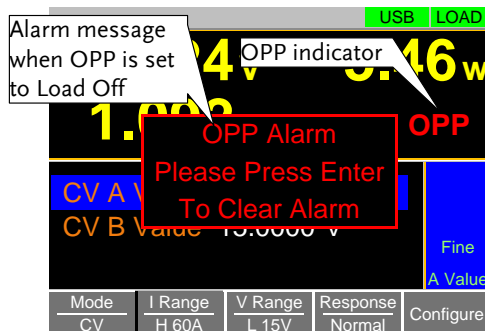 USB LOAD
Alarm message
when OPP is set
to Load Off
OPP indicator
4 V
46 W
1.
OPP
OPP Alarm
Please Press Enter
To Clear Alarm
CV A
CV B Value
V
Fine
A Value
Mode
CV
I Range
H 60A
V Range
L 15V
Response
Normal
Configure